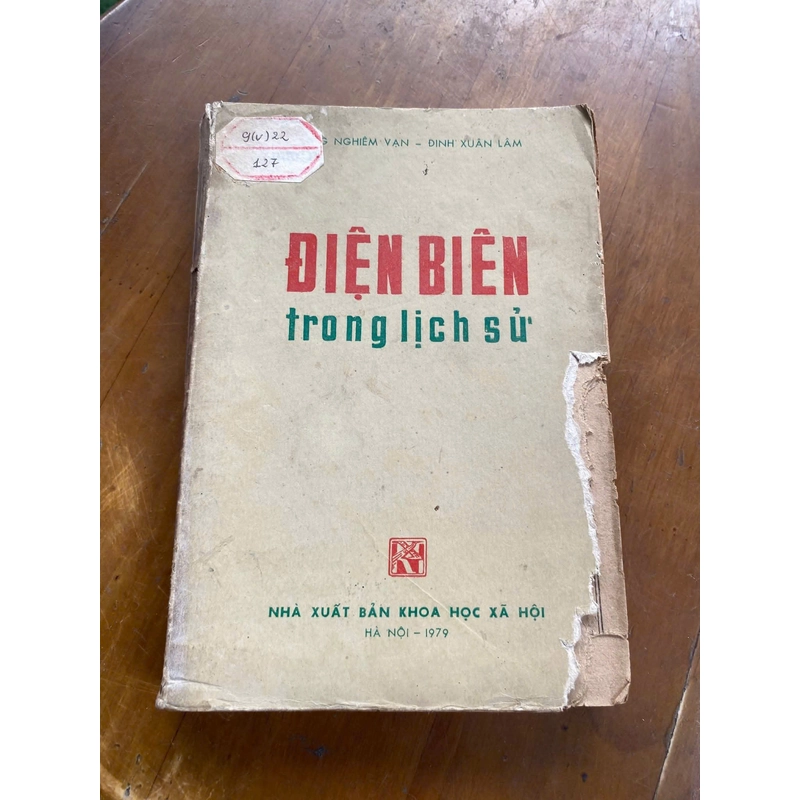 9(v)22
127
NGHIÊM VẠN – ĐINH XUÂN LÂM
ĐIỆN BIÊN
trong lịch sử
NHÀ XUẤT BẢN KHOA HỌC XÃ HỘI
HÀ NỘI – 1979